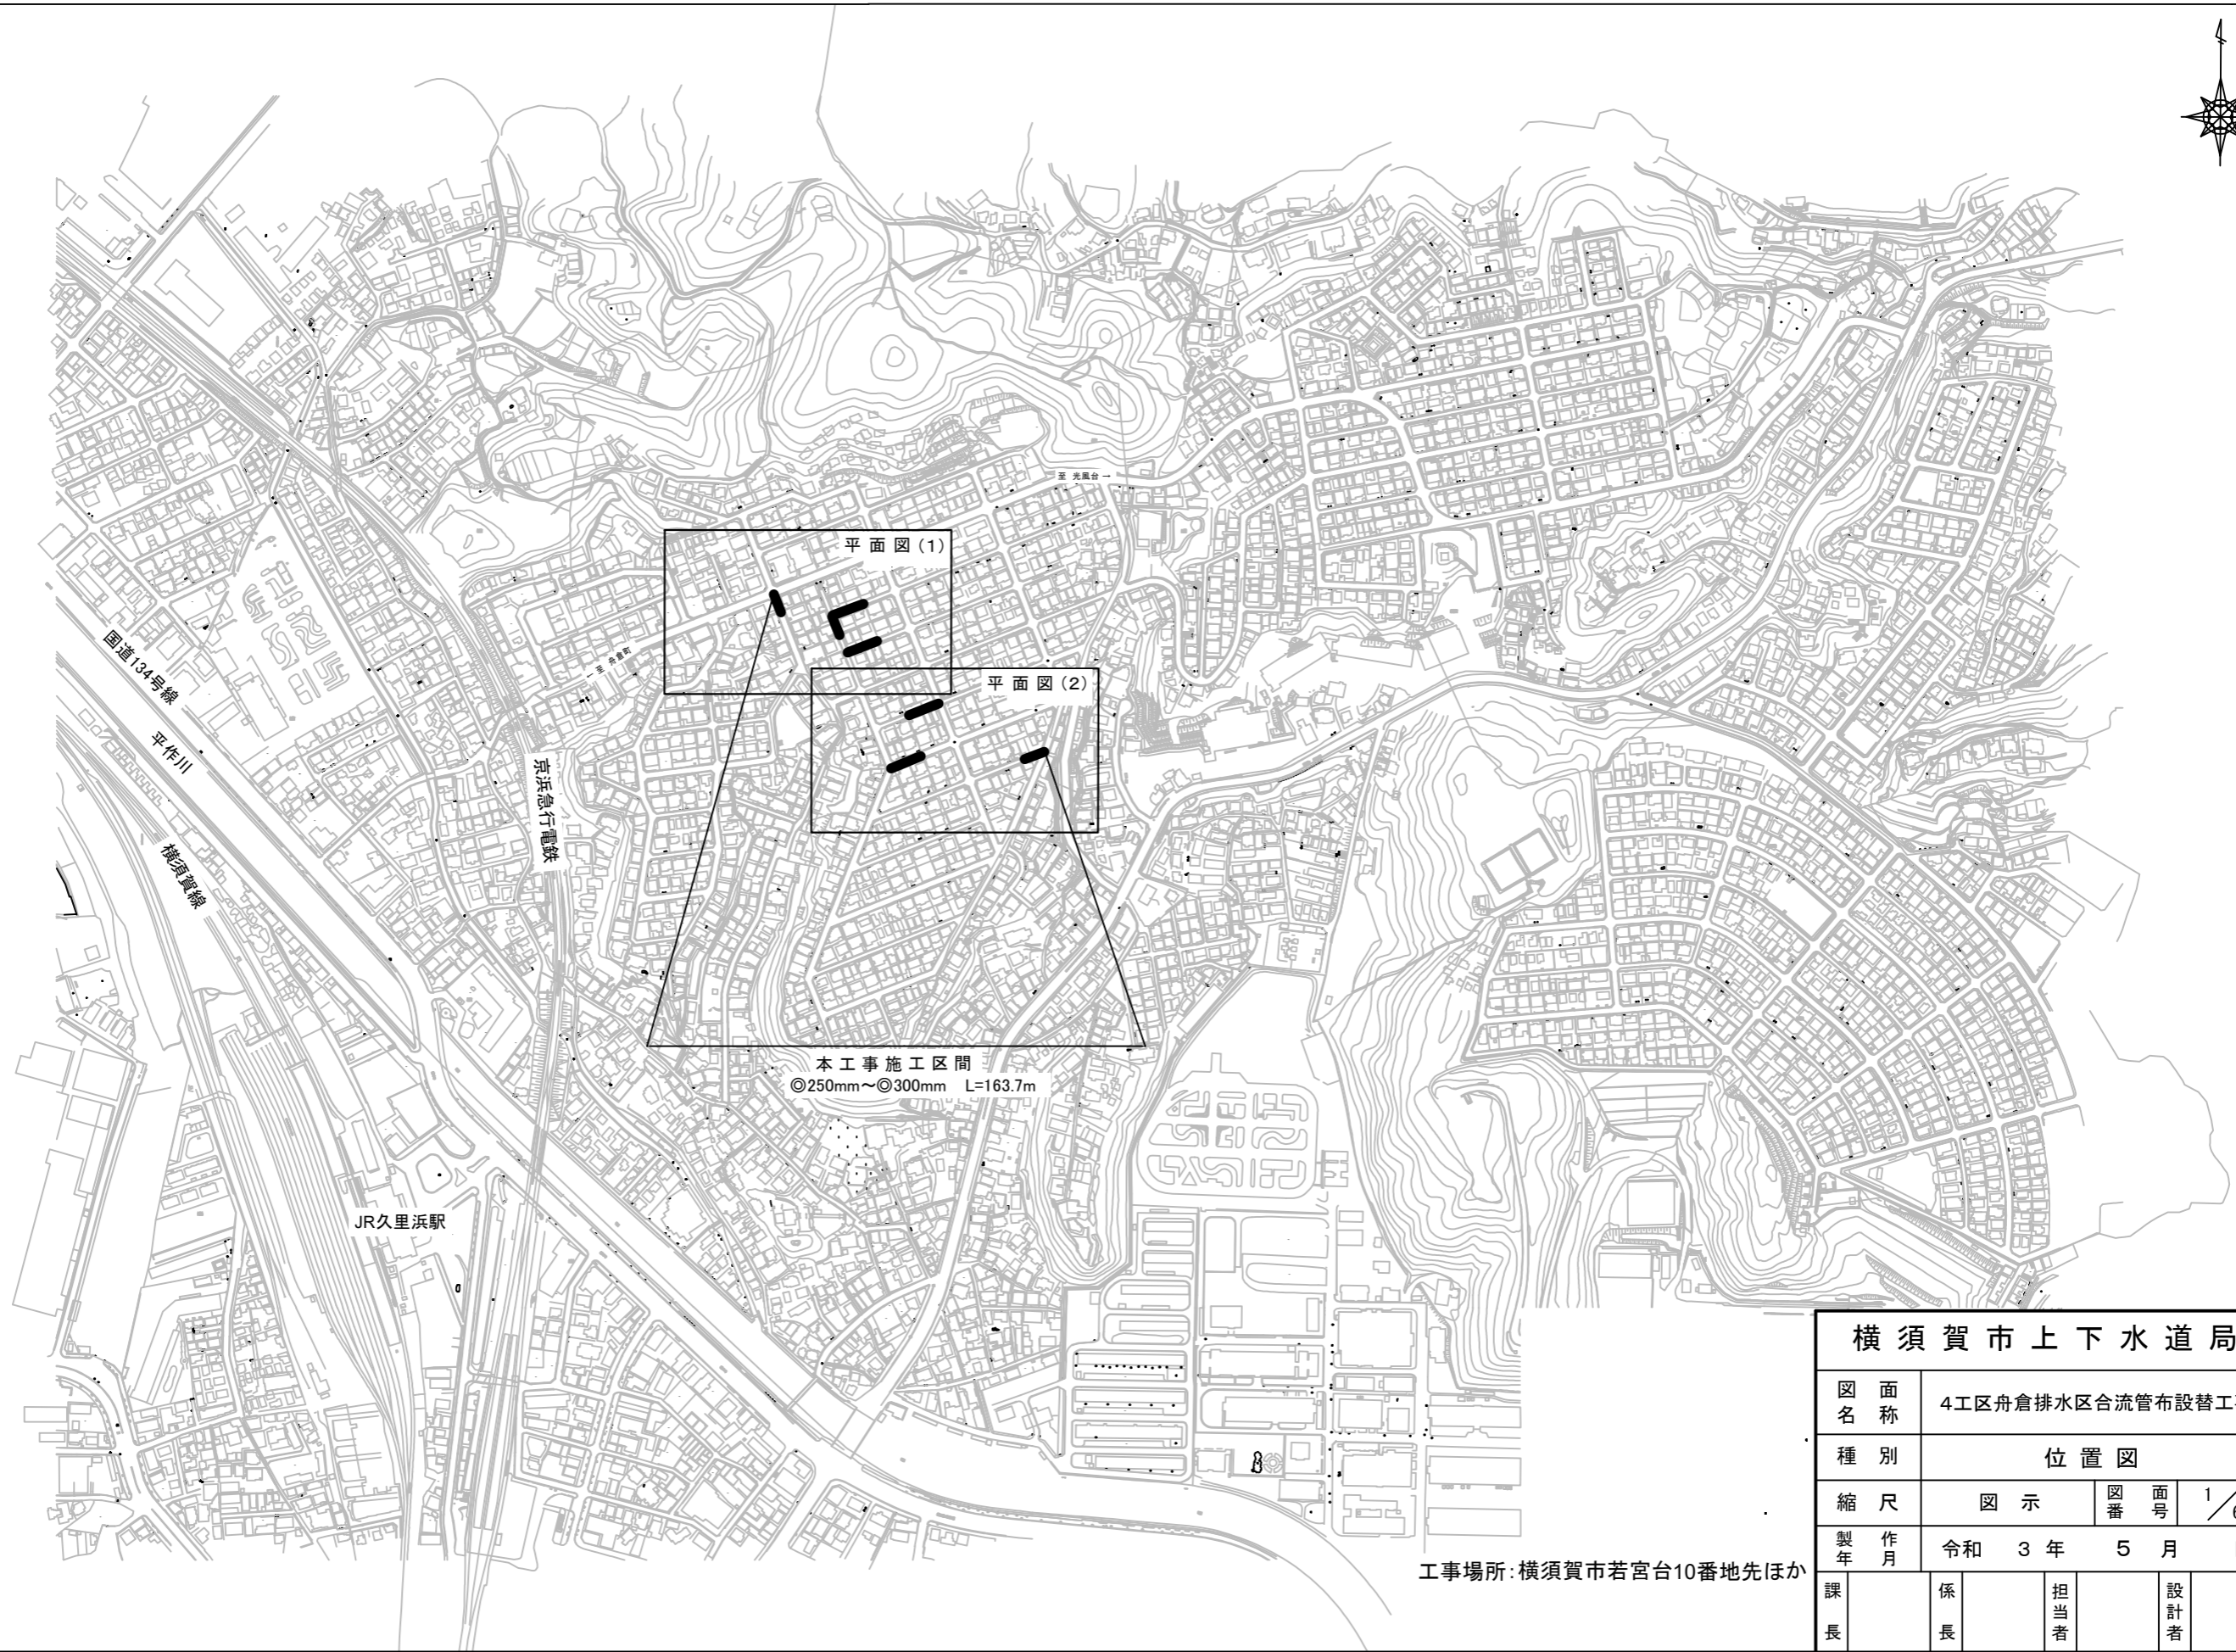 至 光風台 →
平面図(1)
← 至 舟倉町
平面図(2)
国道134号線
平作川
京浜急行電鉄
横須賀線
本工事施工区間
◎250mm～◎300mm L=163.7m
JR久里浜駅
工事場所:横須賀市若宮台10番地先ほか
横須賀市上下水道局
図面名称 4工区舟倉排水区合流管布設替工
種別 位置図
縮尺 図示 図面番号 1／6
製作年月 令和 3年 5月
課長 係長 担当者 設計者